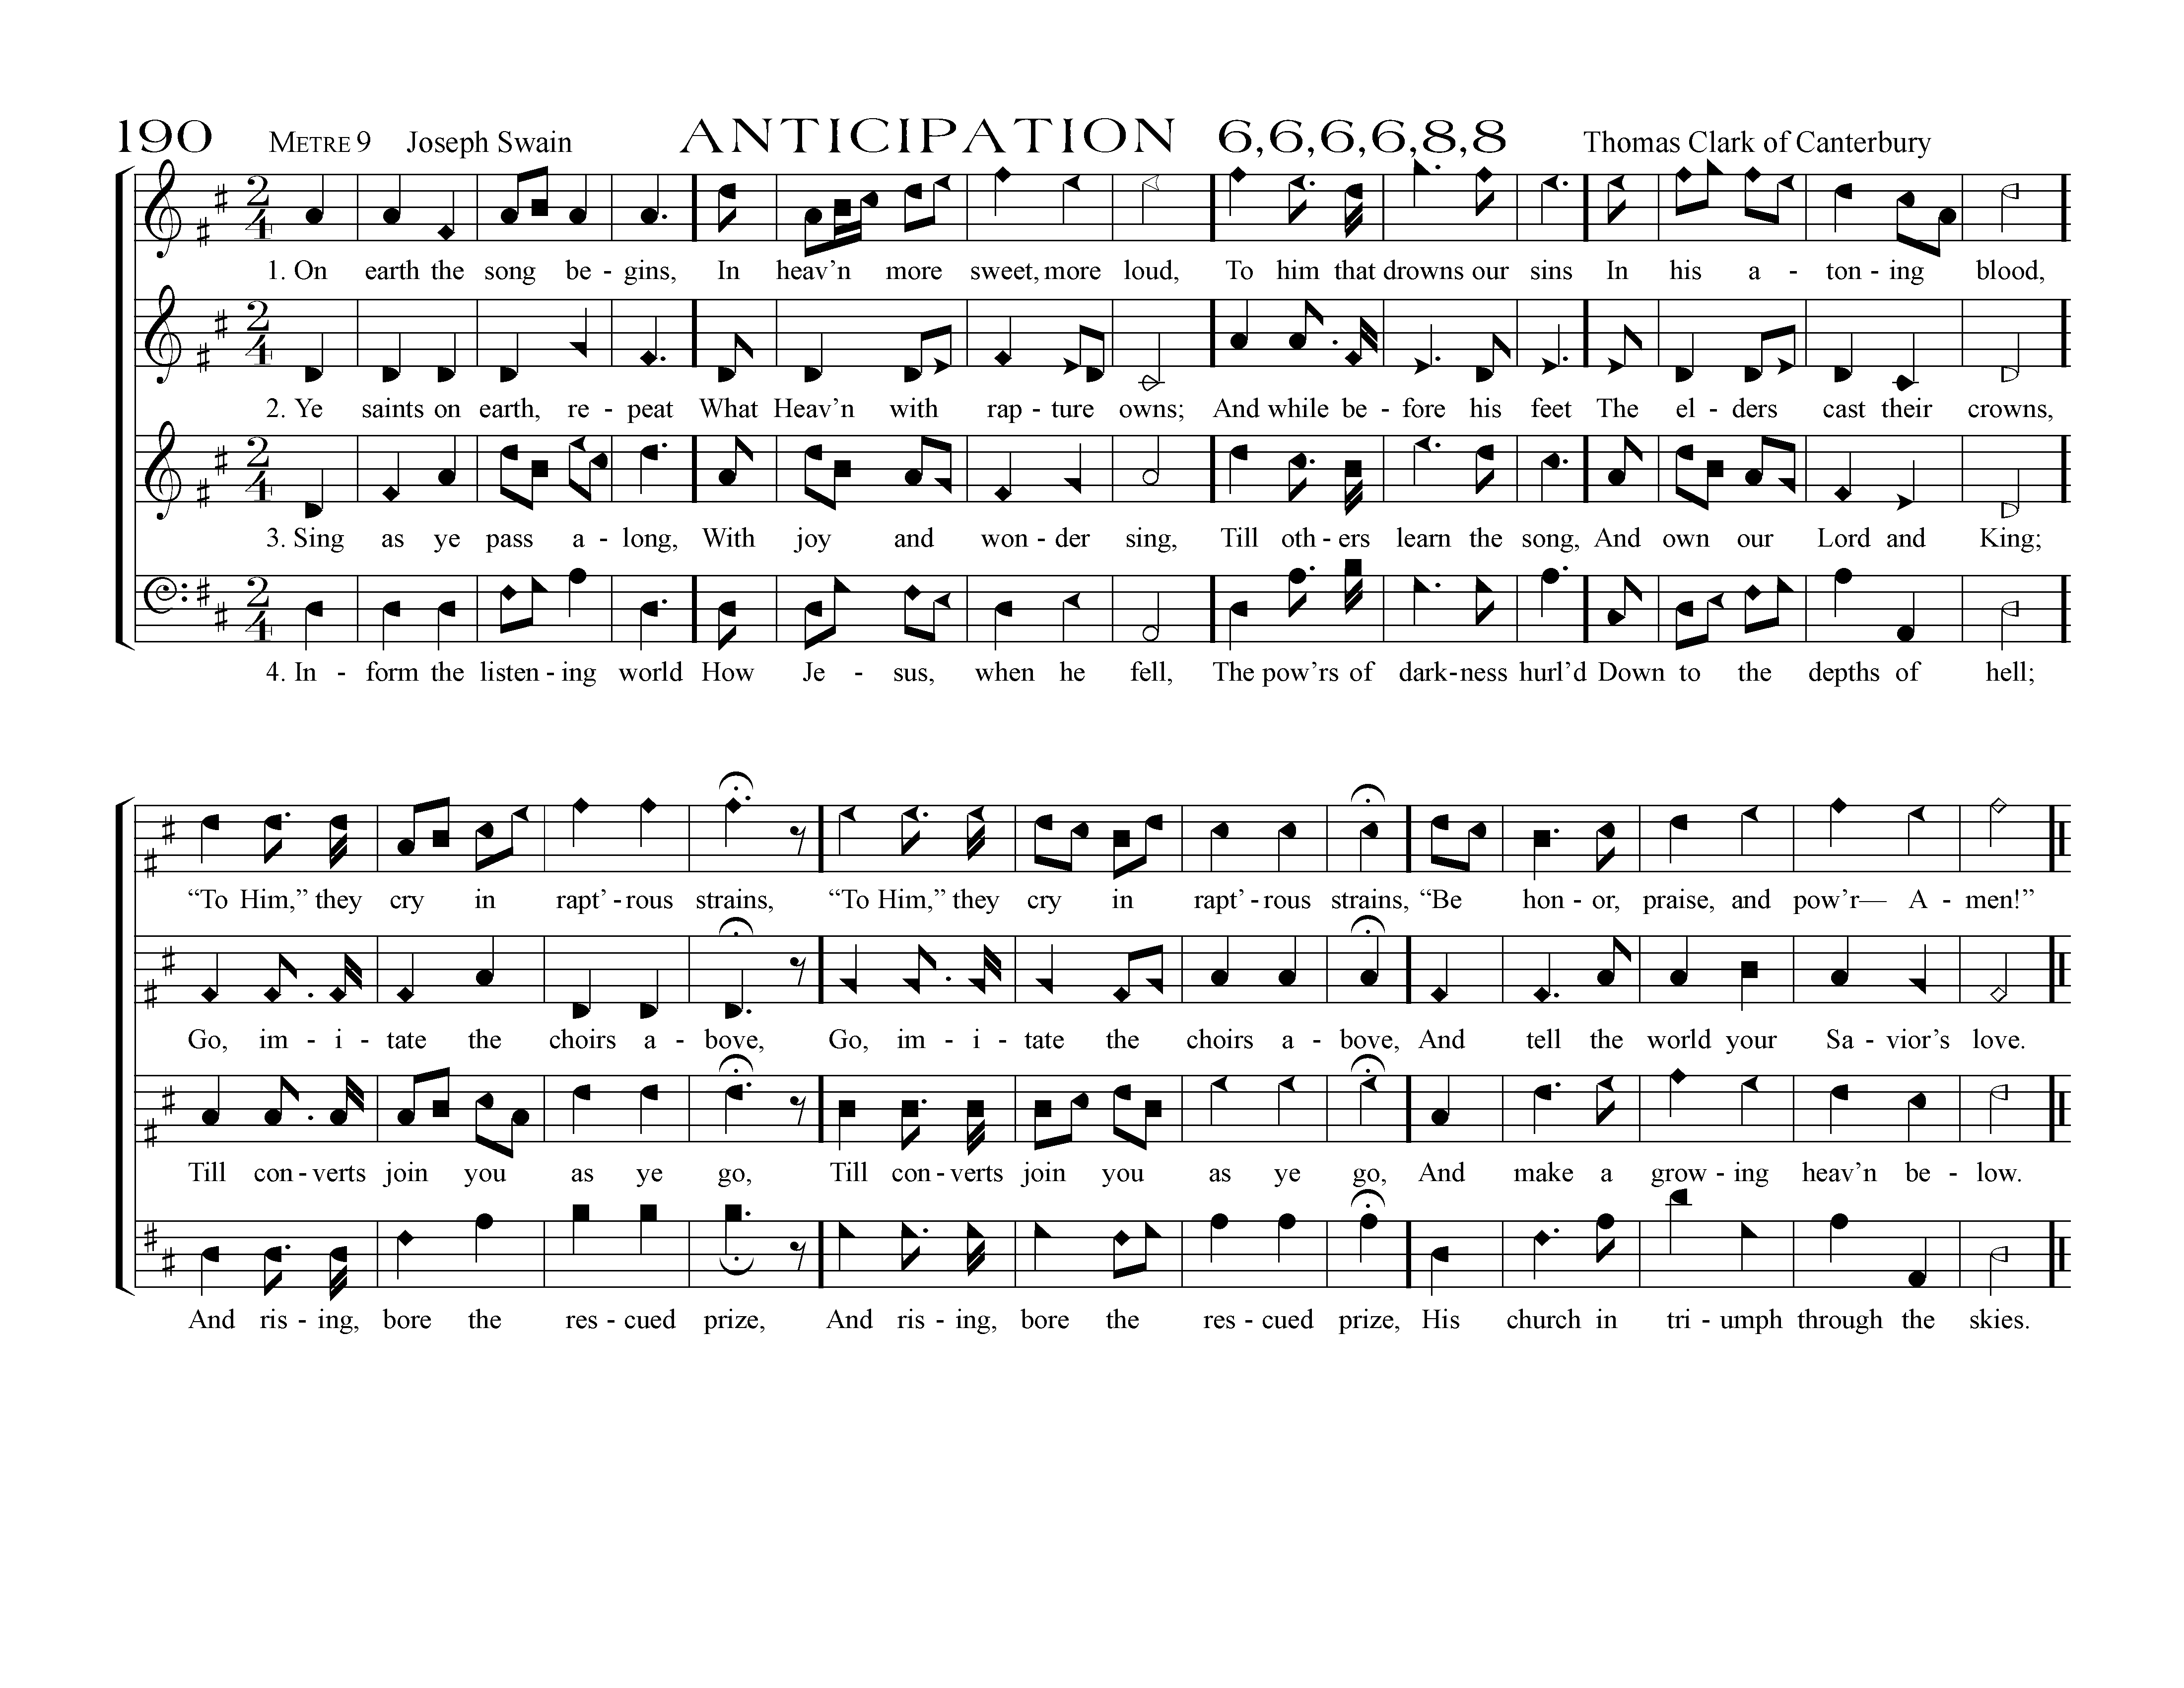 190 METRE 9 Joseph Swain ANTICIPATION 6,6,6,6,8,8 Thomas Clark of Canterbury
2 4
1. On earth the song be - gins, In heav’n more sweet, more loud, To him that drowns our sins In his a - ton - ing blood,
2 4
2. Ye saints on earth, re - peat What Heav’n with rap - ture owns; And while be - fore his feet The el - ders cast their crowns,
2 4
3. Sing as ye pass a - long, With joy and won - der sing, Till oth - ers learn the song, And own our Lord and King;
2 4
4. In - form the listen - ing world How Je - sus, when he fell, The pow’rs of dark - ness hurl’d Down to the depths of hell;
“To Him,” they cry in rapt’ - rous strains, “To Him,” they cry in rapt’ - rous strains, “Be hon - or, praise, and pow’r— A - men!”
Go, im - i - tate the choirs a - bove, Go, im - i - tate the choirs a - bove, And tell the world your Sa - vior’s love.
Till con - verts join you as ye go, Till con - verts join you as ye go, And make a grow - ing heav’n be - low.
And ris - ing, bore the res - cued prize, And ris - ing, bore the res - cued prize, His church in tri - umph through the skies.